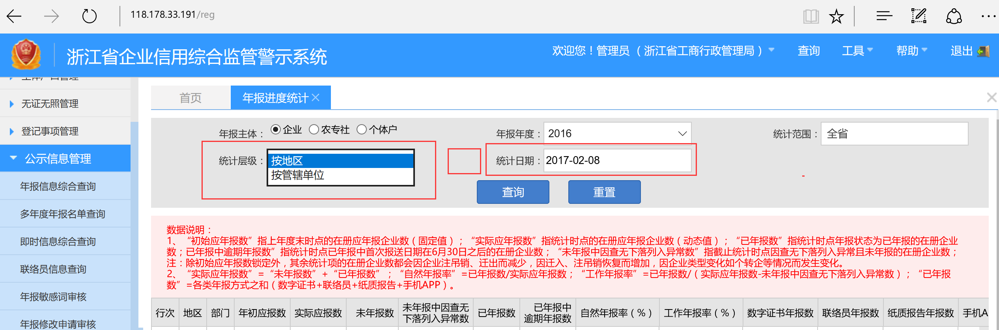 118.178.33.191/reg
浙江省企业信用综合监管警示系统
欢迎您！管理员（浙江省工商行政管理局）
查询
工具
帮助
退出
无证无照管理
登记事项管理
公示信息管理
年报信息综合查询
多年度年报名单查询
即时信息综合查询
联络员信息查询
年报敏感词审核
年报修改申请审核
首页
年报进度统计
年报主体： 企业 农专社 个体户
年报年度： 2016
统计范围： 全省
统计层级： 按地区
按管辖单位
统计日期： 2017-02-08
查询
重置
数据说明：
1、“初始应年报数”指上年度末时点的在册应年报企业数（固定值）；“实际应年报数”指统计时点的在册应年报企业数（动态值）；“已年报数”指统计时点年报状态为已年报的在册企业
数；已年报中逾期年报数”指统计时点已年报中首次报送日期在6月30日之后的在册企业数；“未年报中因查无下落列入异常数”指截止统计时点因查无下落列入异常且未年报的在册企业数；
注：除初始应年报数锁定外，其余统计项的在册企业数都会因企业注吊销、迁出而减少，因迁入、注吊销恢复而增加，因企业类型变化如个转企等情况而发生变化。
2、“实际应年报数”=“未年报数”+“已年报数”；“自然年报率”=已年报数/实际应年报数；“工作年报率”=已年报数/（实际应年报数-未年报中因查无下落列入异常数）；“已年报
数”=各类年报方式之和（数字证书+联络员+纸质报告+手机APP）。
行次
地区
部门
年初应报数
实际应报数
未年报数
未年报中因查无
下落列入异常数
已年报数
已年报中
逾期年报数
自然年报率（%）
工作年报率（%）
数字证书年报数
联络员年报数
纸质报告年报数
手机A